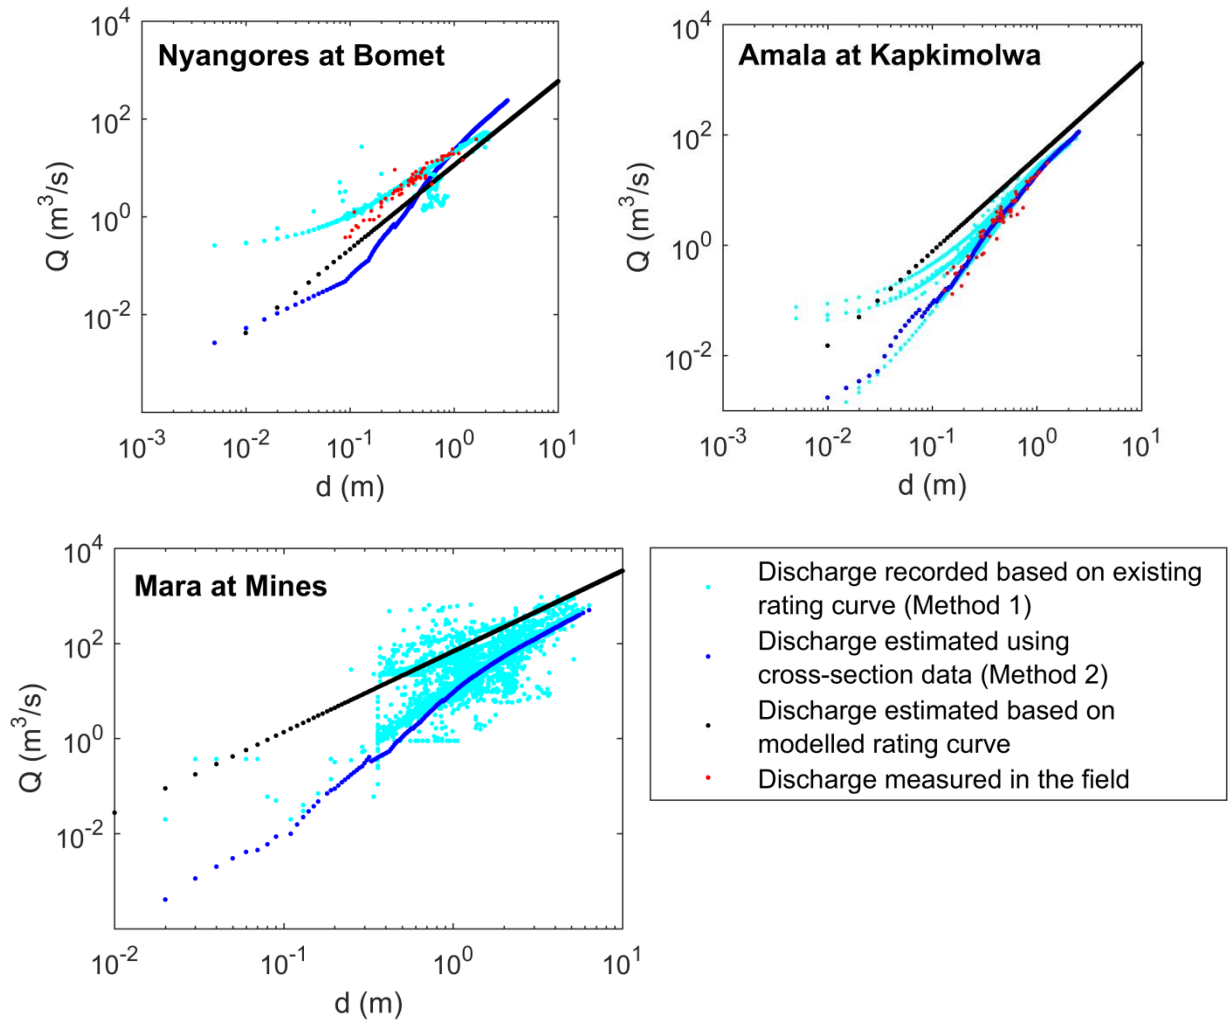 Nyangores at Bomet
10^4
10^2
10^0
10^-2
Q (m^3/s)
10^-3
10^-2
10^-1
10^0
10^1
d (m)
Amala at Kapkimolwa
10^4
10^2
10^0
10^-2
Q (m^3/s)
10^-3
10^-2
10^-1
10^0
10^1
d (m)
Mara at Mines
10^4
10^2
10^0
10^-2
Q (m^3/s)
10^-2
10^-1
10^0
10^1
d (m)
Discharge recorded based on existing
rating curve (Method 1)
Discharge estimated using
cross-section data (Method 2)
Discharge estimated based on
modelled rating curve
Discharge measured in the field